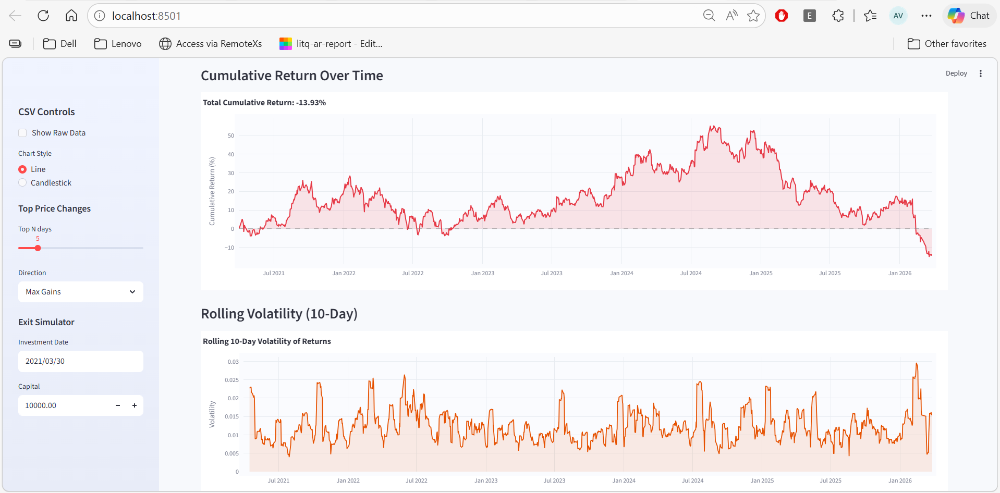 localhost:8501
A))
E
AV
Chat
Dell
Lenovo
Access via RemoteXs
litq-ar-report - Edit...
Other favorites
CSV Controls
Show Raw Data
Chart Style
Line
Candlestick
Top Price Changes
Top N days
5
Direction
Max Gains
Exit Simulator
Investment Date
2021/03/30
Capital
10000.00
- +
Deploy
Cumulative Return Over Time
Total Cumulative Return: -13.93%
Cumulative Return (%)
50
40
30
20
10
0
−10
Jul 2021 Jan 2022 Jul 2022 Jan 2023 Jul 2023 Jan 2024 Jul 2024 Jan 2025 Jul 2025 Jan 2026
Rolling Volatility (10-Day)
Rolling 10-Day Volatility of Returns
Volatility
0.03
0.025
0.02
0.015
0.01
0.005
0
Jul 2021 Jan 2022 Jul 2022 Jan 2023 Jul 2023 Jan 2024 Jul 2024 Jan 2025 Jul 2025 Jan 2026